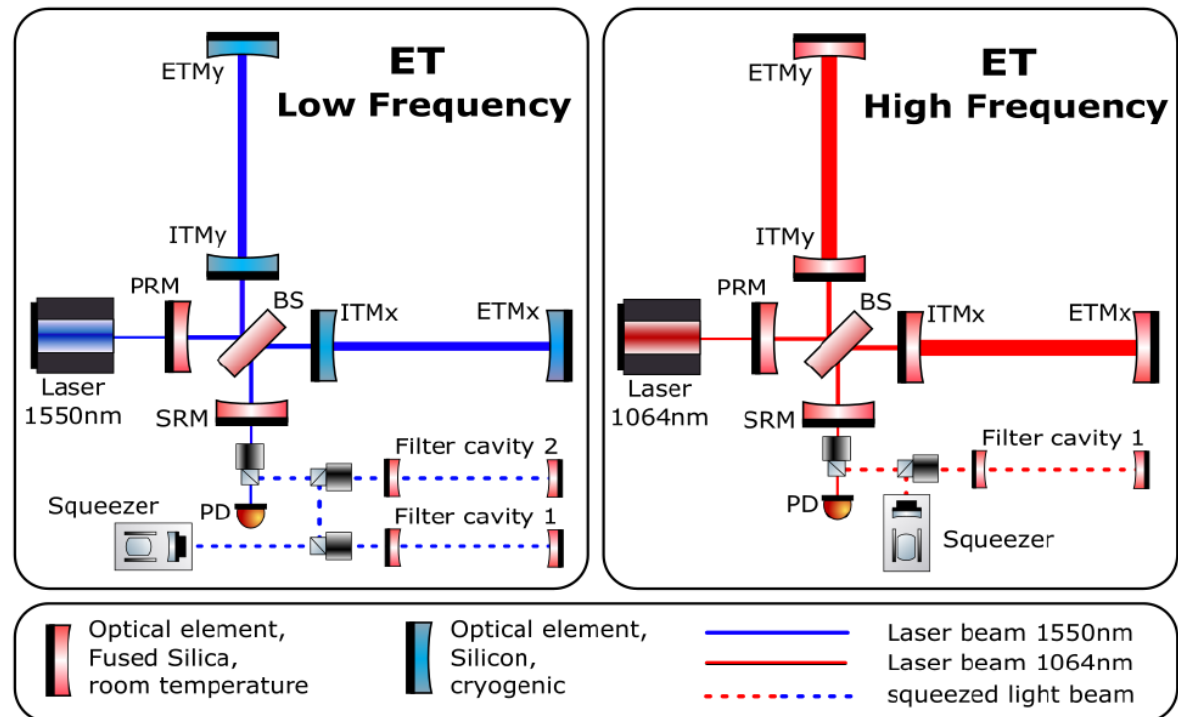 ET
Low Frequency
ETMy
ITMy
PRM
BS
ITMx
ETMx
Laser
1550nm
SRM
Filter cavity 2
Squeezer
PD
Filter cavity 1
ET
High Frequency
ETMy
ITMy
PRM
BS
ITMx
ETMx
Laser
1064nm
SRM
Filter cavity 1
PD
Squeezer
Optical element,
Fused Silica,
room temperature
Optical element,
Silicon,
cryogenic
Laser beam 1550nm
Laser beam 1064nm
squeezed light beam